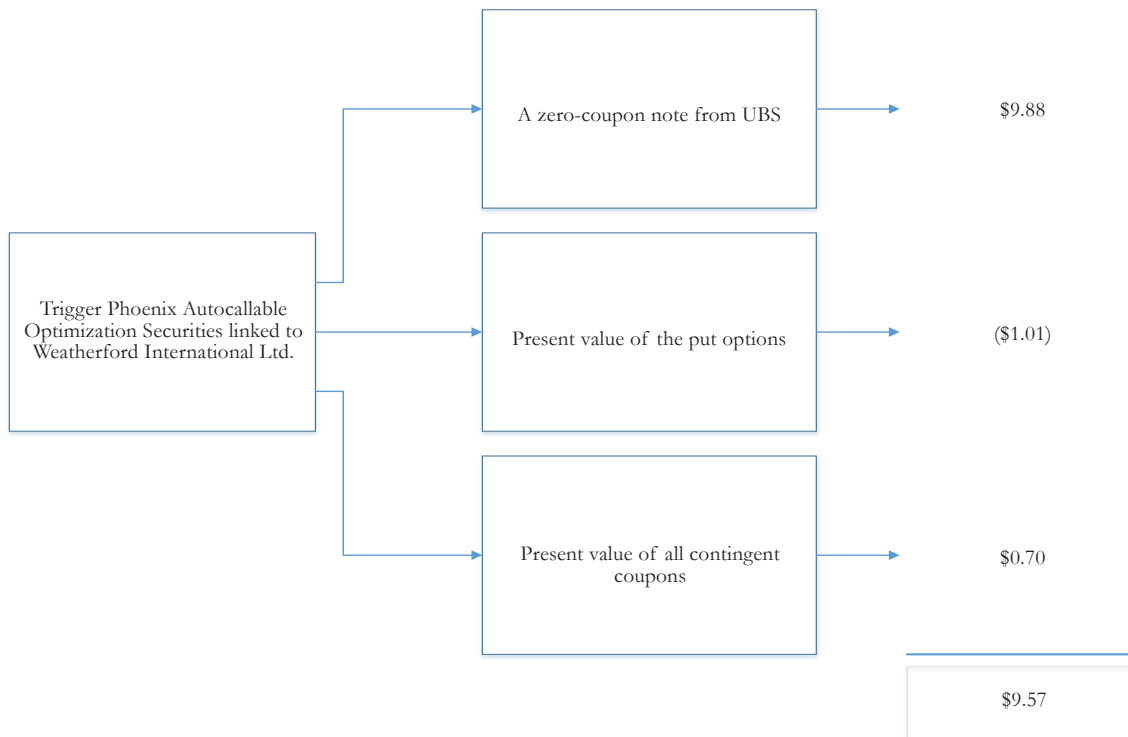 A zero-coupon note from UBS
$9.88
Trigger Phoenix Autocallable
Optimization Securities linked to
Weatherford International Ltd.
Present value of the put options
($1.01)
Present value of all contingent
coupons
$0.70
$9.57